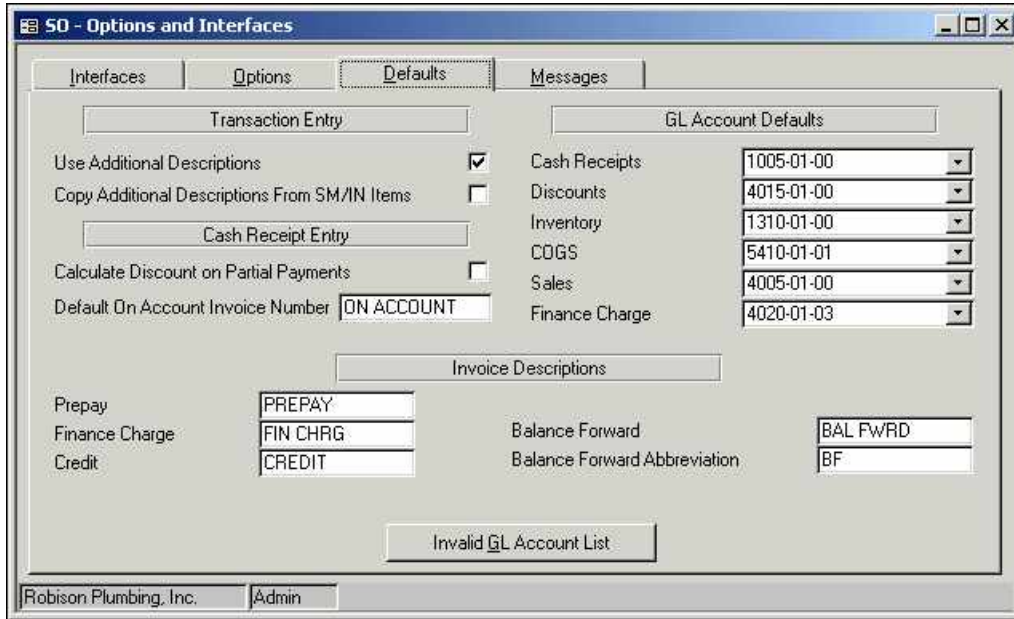 SO - Options and Interfaces
Interfaces Options Defaults Messages
Transaction Entry
Use Additional Descriptions
Copy Additional Descriptions From SM/IN Items
Cash Receipt Entry
Calculate Discount on Partial Payments
Default On Account Invoice Number ON ACCOUNT
GL Account Defaults
Cash Receipts 1005-01-00
Discounts 4015-01-00
Inventory 1310-01-00
COGS 5410-01-01
Sales 4005-01-00
Finance Charge 4020-01-03
Invoice Descriptions
Prepay PREPAY
Finance Charge FIN CHRG
Credit CREDIT
Balance Forward BAL FWRD
Balance Forward Abbreviation BF
Invalid GL Account List
Robison Plumbing, Inc. Admin